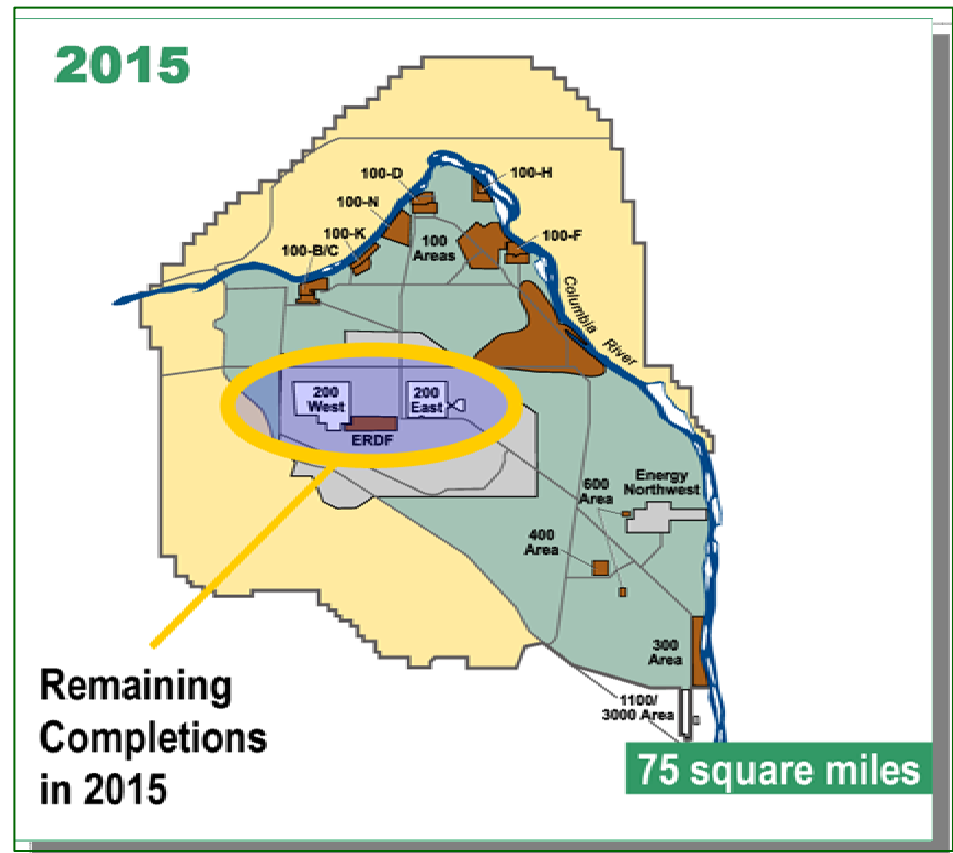 2015
100-D
100-H
100-N
100-K
100-B/C
100
Areas
100-F
Columbia
River
200
West
200
East
ERDF
Energy
Northwest
600
Area
400
Area
300
Area
1100/
3000 Area
Remaining
Completions
in 2015
75 square miles